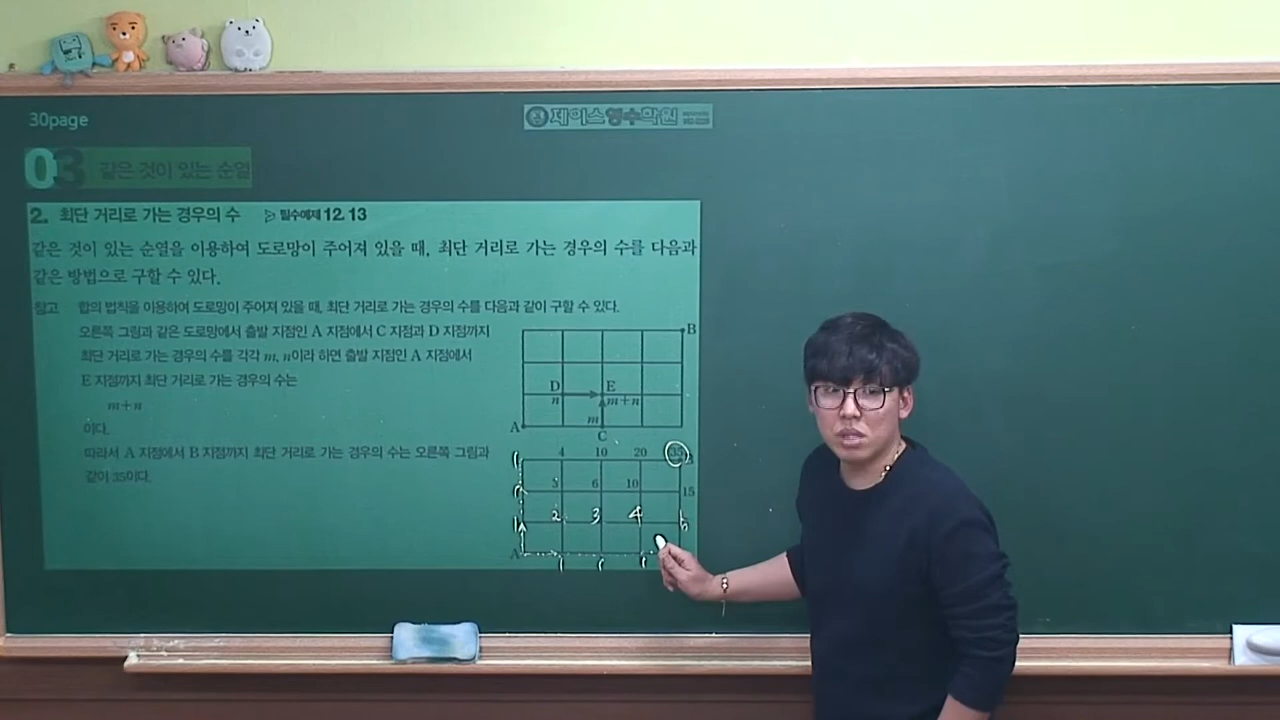 30page
제이스영수학원
03 같은 것이 있는 순열
2. 최단 거리로 가는 경우의 수 ▷ 필수예제 12, 13
같은 것이 있는 순열을 이용하여 도로망이 주어져 있을 때, 최단 거리로 가는 경우의 수를 다음과
같은 방법으로 구할 수 있다.
참고 합의 법칙을 이용하여 도로망이 주어져 있을 때, 최단 거리로 가는 경우의 수를 다음과 같이 구할 수 있다.
오른쪽 그림과 같은 도로망에서 출발 지점인 A 지점에서 C 지점과 D 지점까지
최단 거리로 가는 경우의 수를 각각 m, n이라 하면 출발 지점인 A 지점에서
E 지점까지 최단 거리로 가는 경우의 수는
m+n
이다.
따라서 A 지점에서 B 지점까지 최단 거리로 가는 경우의 수는 오른쪽 그림과
같이 35이다.
B
D E
n m+n
m
A
C
1 4 10 20 35 B
1 3 6 10 15
1 2 3 4
A
1 1 1